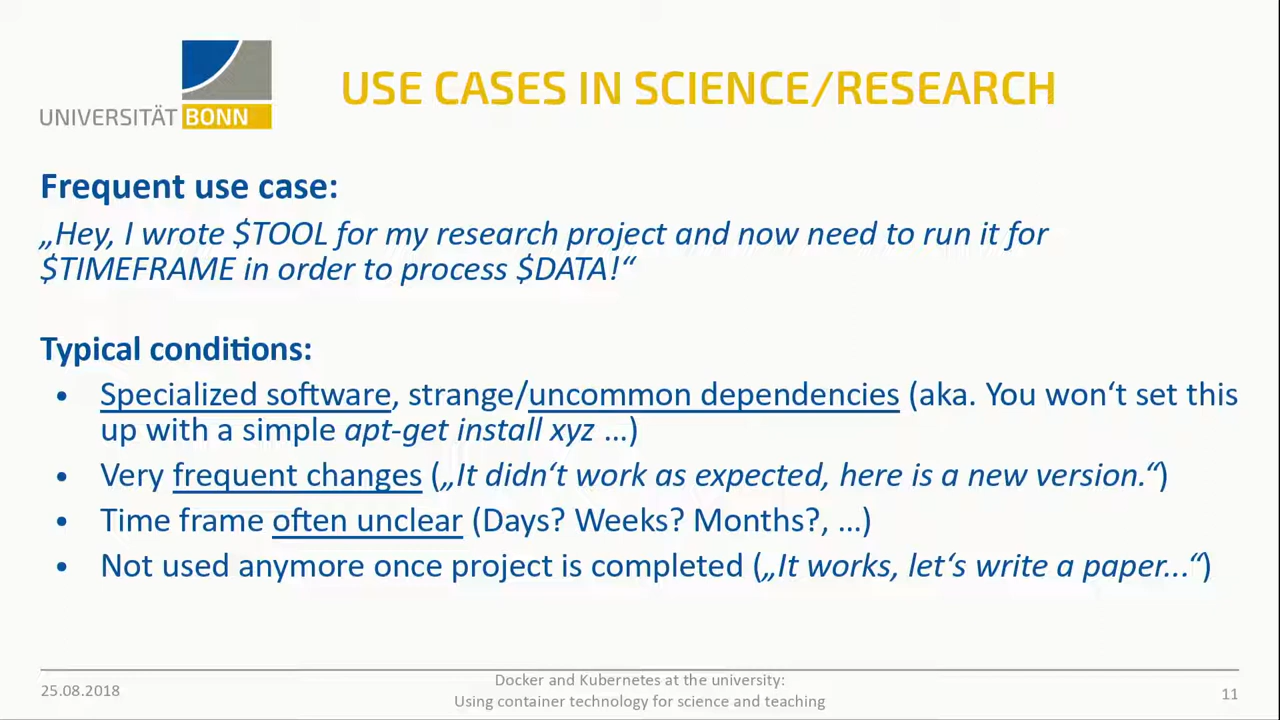 UNIVERSITÄT BONN
USE CASES IN SCIENCE/RESEARCH
Frequent use case:
„Hey, I wrote $TOOL for my research project and now need to run it for
$TIMEFRAME in order to process $DATA!“
Typical conditions:
• Specialized software, strange/uncommon dependencies (aka. You won‘t set this
up with a simple apt-get install xyz …)
• Very frequent changes („It didn‘t work as expected, here is a new version.“)
• Time frame often unclear (Days? Weeks? Months?, …)
• Not used anymore once project is completed („It works, let‘s write a paper...“)
25.08.2018
Docker and Kubernetes at the university:
Using container technology for science and teaching
11